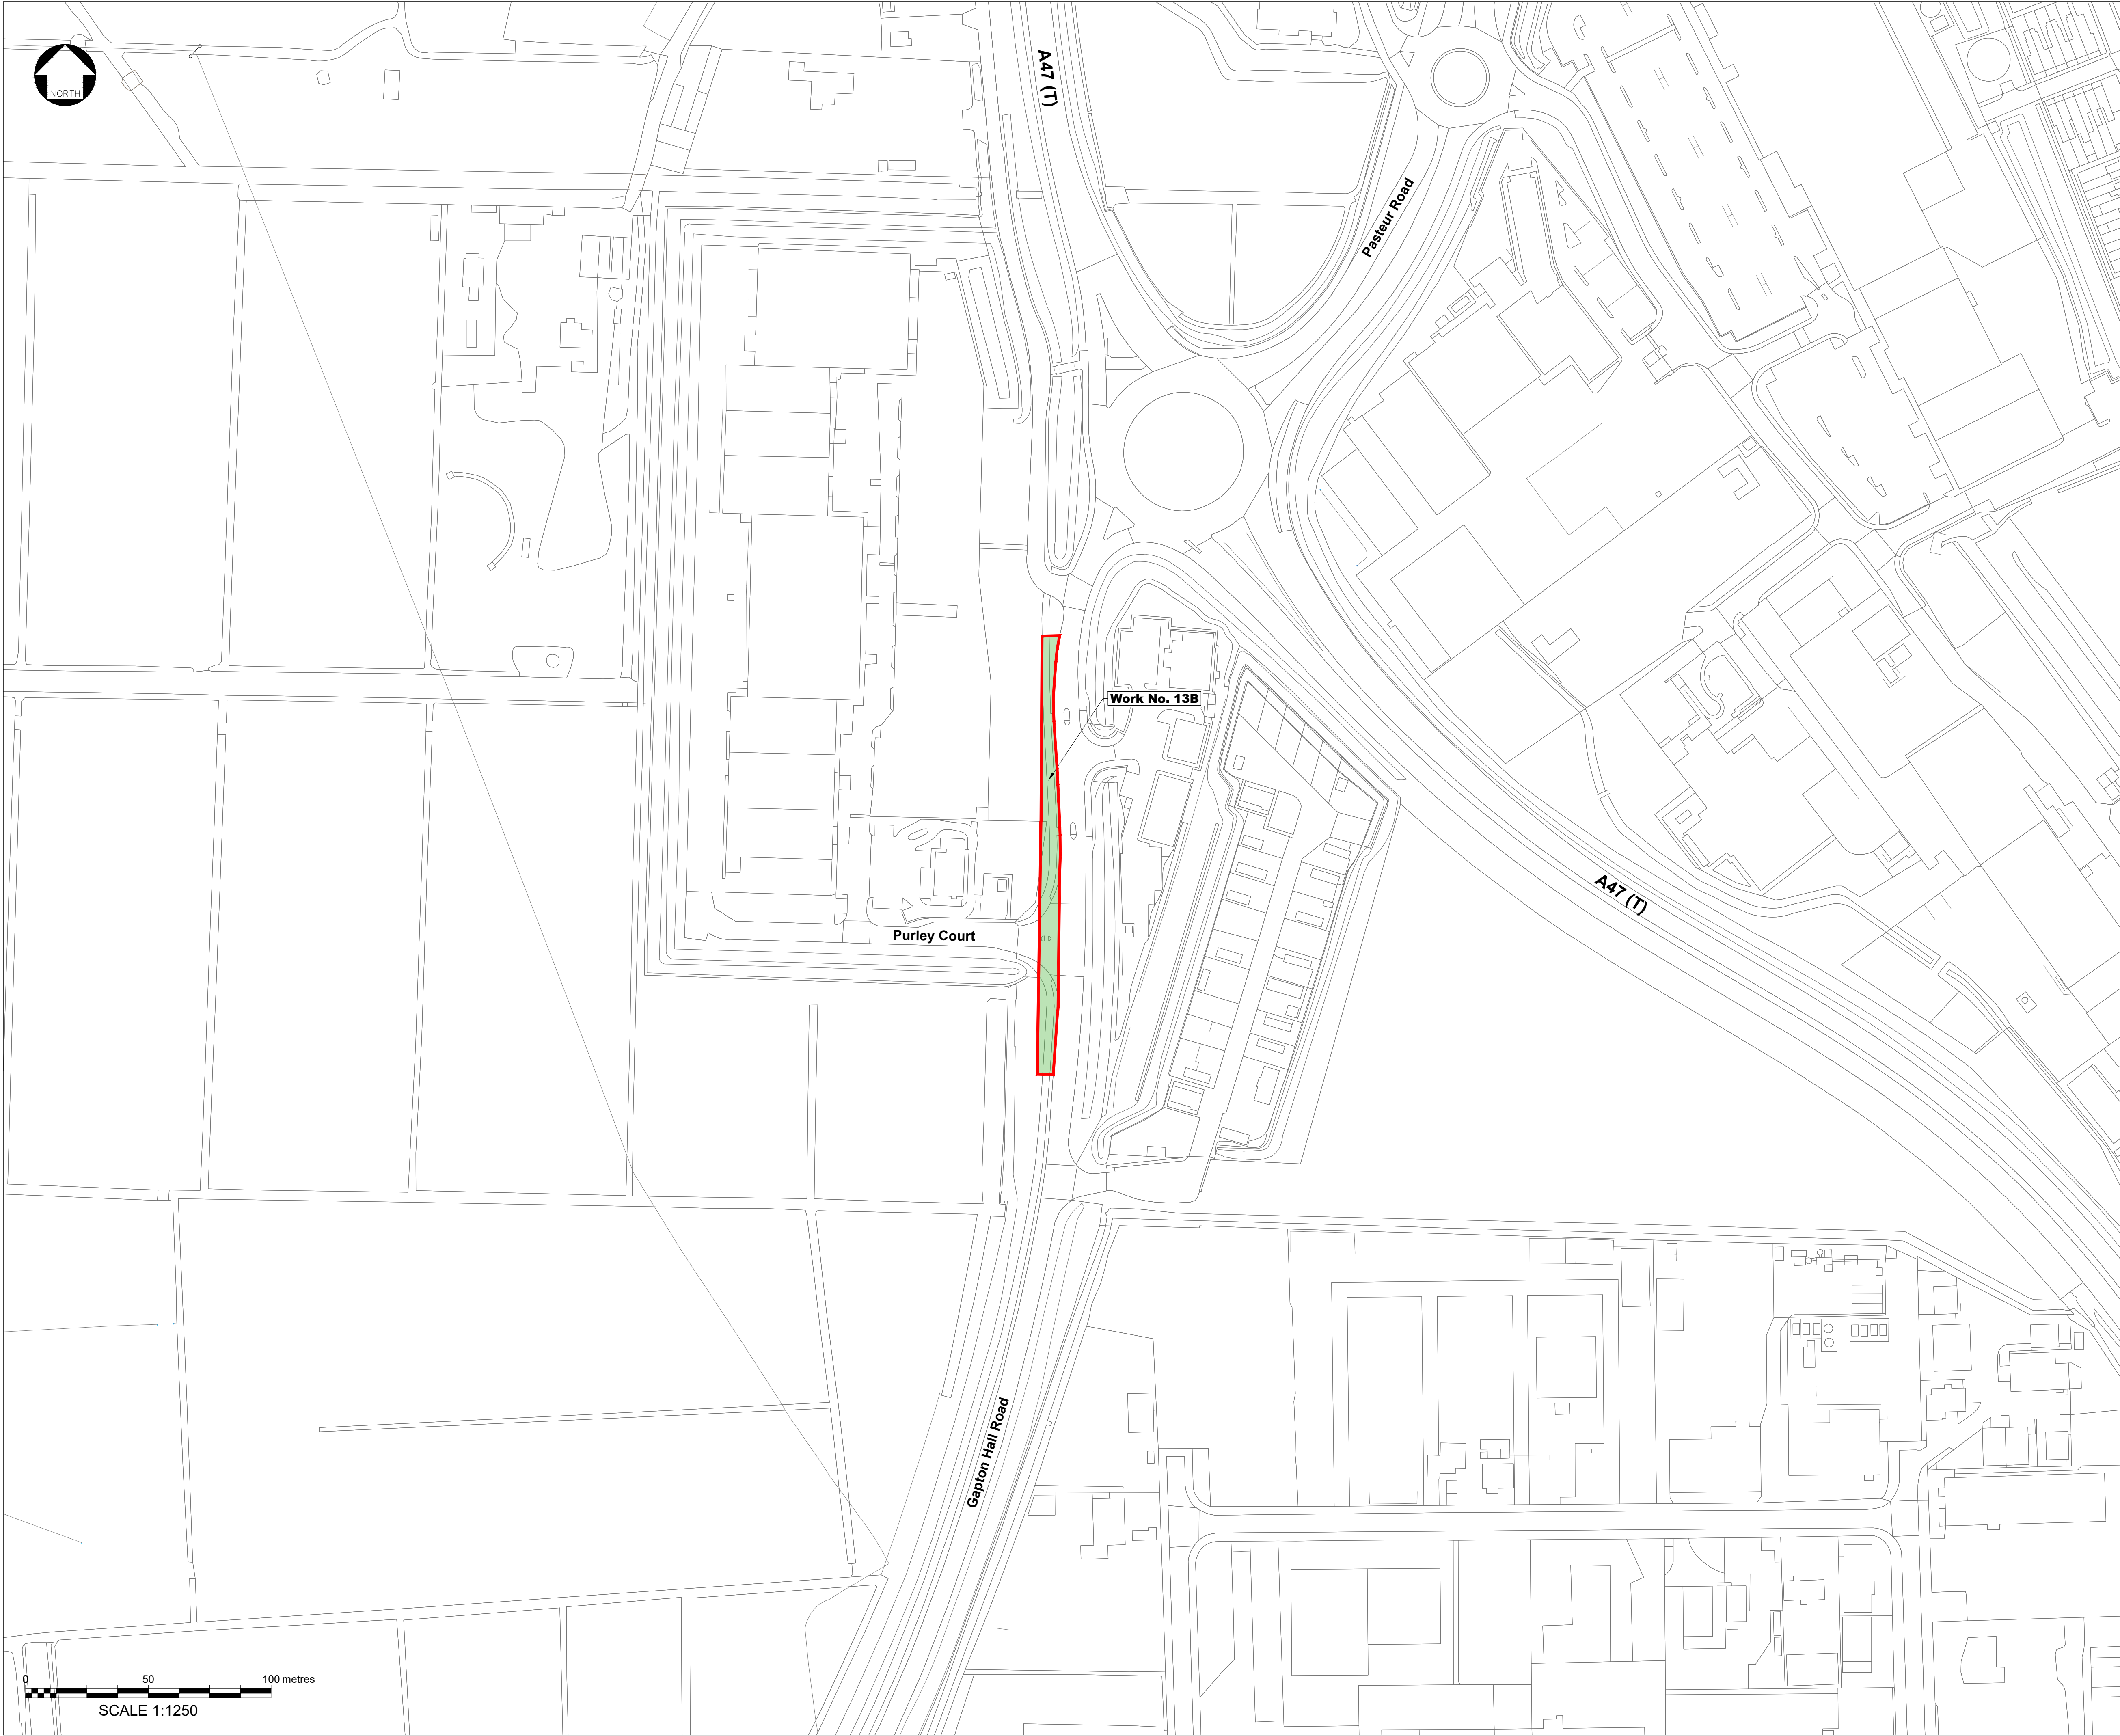 NORTH
A47 (T)
Pasteur Road
Work No. 13B
A47 (T)
Purley Court
Gapton Hall Road
0 50 100 metres
SCALE 1:1250